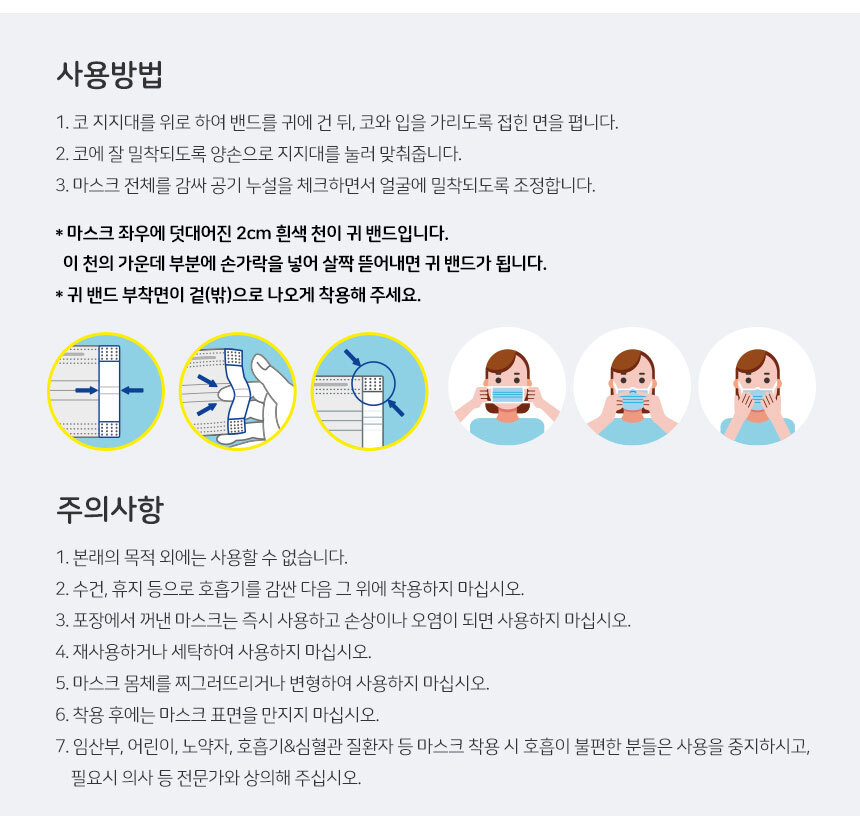 사용방법
1. 코 지지대를 위로 하여 밴드를 귀에 건 뒤, 코와 입을 가리도록 접힌 면을 폅니다.
2. 코에 잘 밀착되도록 양손으로 지지대를 눌러 맞춰줍니다.
3. 마스크 전체를 감싸 공기 누설을 체크하면서 얼굴에 밀착되도록 조정합니다.
* 마스크 좌우에 덧대어진 2cm 흰색 천이 귀 밴드입니다.
이 천의 가운데 부분에 손가락을 넣어 살짝 뜯어내면 귀 밴드가 됩니다.
* 귀 밴드 부착면이 겉(밖)으로 나오게 착용해 주세요.
주의사항
1. 본래의 목적 외에는 사용할 수 없습니다.
2. 수건, 휴지 등으로 호흡기를 감싼 다음 그 위에 착용하지 마십시오.
3. 포장에서 꺼낸 마스크는 즉시 사용하고 손상이나 오염이 되면 사용하지 마십시오.
4. 재사용하거나 세탁하여 사용하지 마십시오.
5. 마스크 몸체를 찌그러뜨리거나 변형하여 사용하지 마십시오.
6. 착용 후에는 마스크 표면을 만지지 마십시오.
7. 임산부, 어린이, 노약자, 호흡기&심혈관 질환자 등 마스크 착용 시 호흡이 불편한 분들은 사용을 중지하시고,
필요시 의사 등 전문가와 상의해 주십시오.